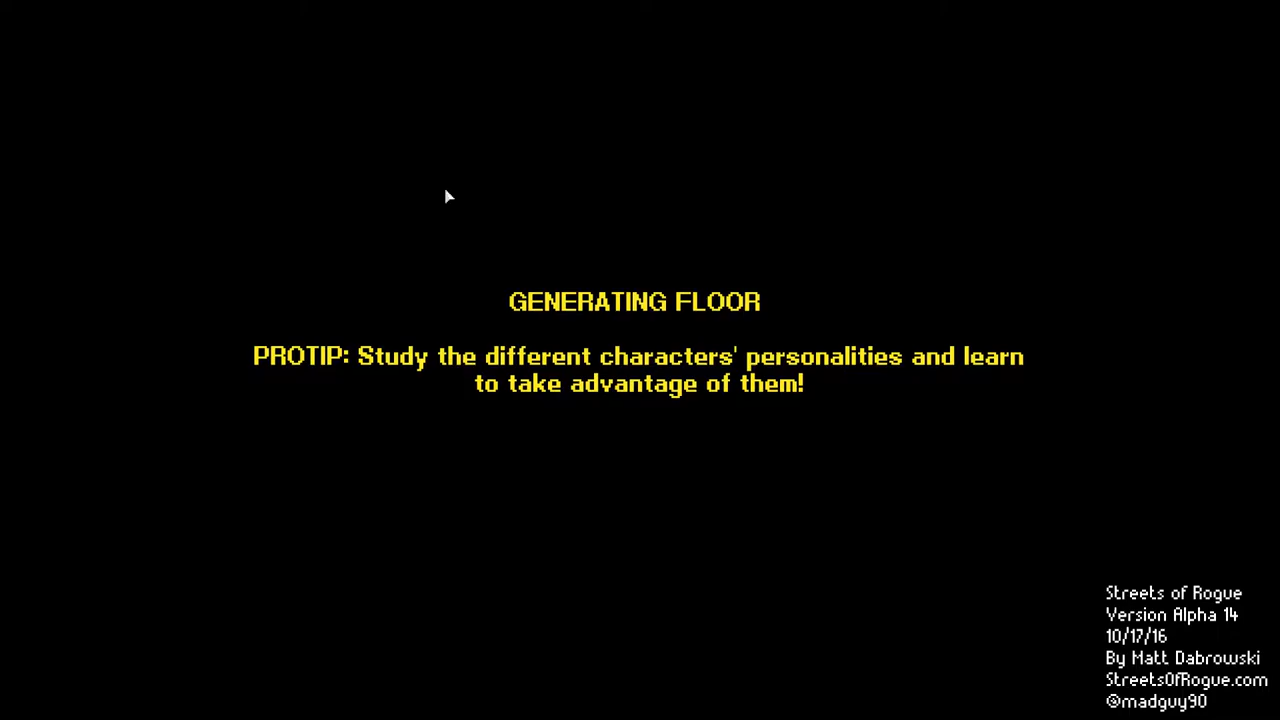 GENERATING FLOOR
PROTIP: Study the different characters' personalities and learn
to take advantage of them!
Streets of Rogue
Version Alpha 14
10/17/16
By Matt Dabrowski
StreetsOfRogue.com
@madguy90